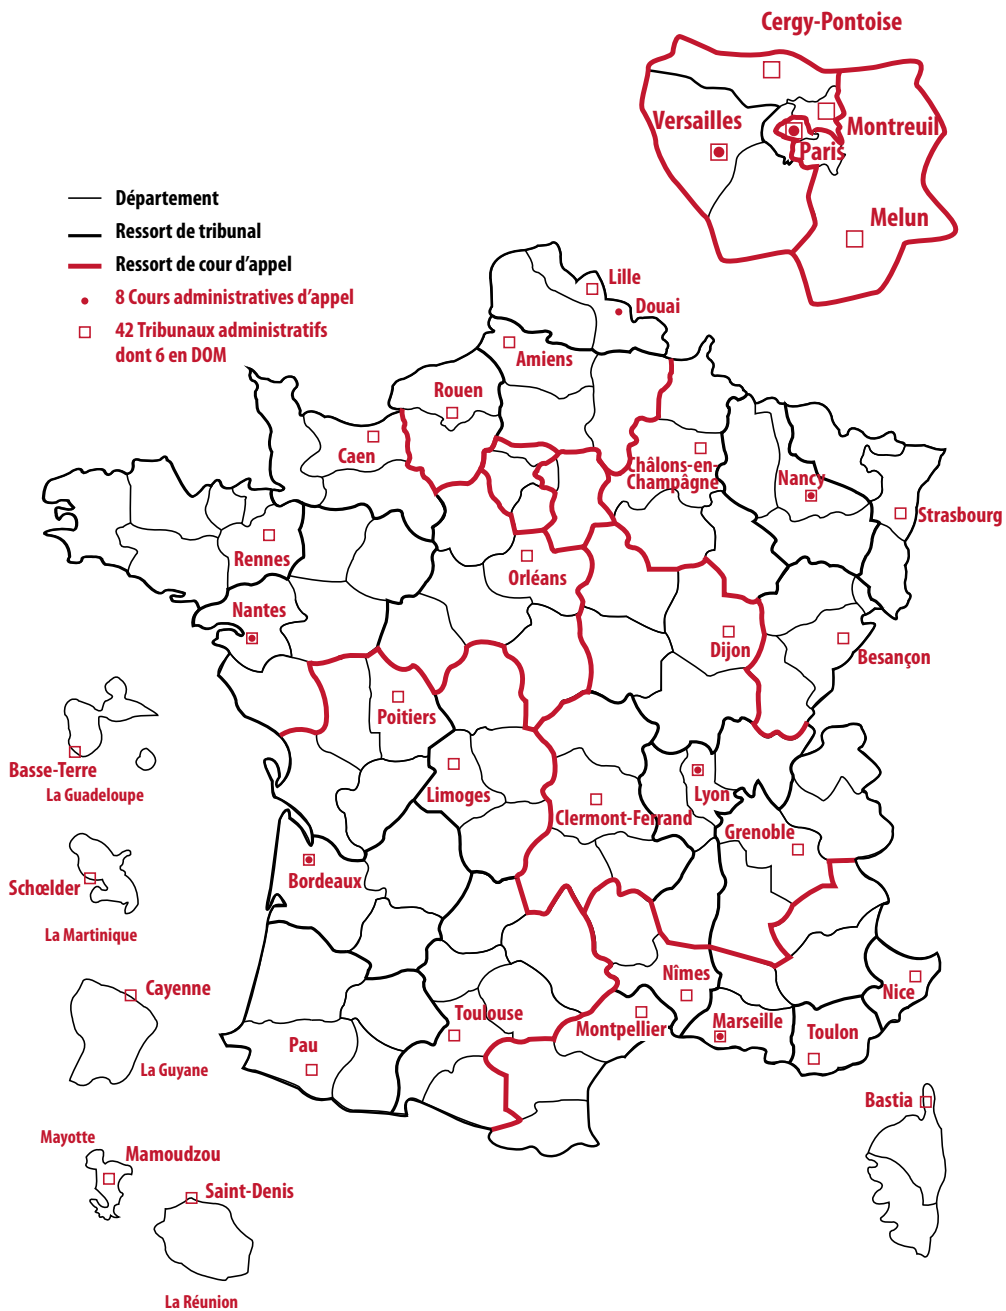 Cergy-Pontoise
Versailles
Montreuil
Paris
Melun
Département
Ressort de tribunal
Ressort de cour d’appel
8 Cours administratives d’appel
42 Tribunaux administratifs
dont 6 en DOM
Lille
Douai
Amiens
Rouen
Caen
Châlons-en-
Champâgne
Nancy
Strasbourg
Rennes
Orléans
Nantes
Dijon
Besançon
Poitiers
Basse-Terre
La Guadeloupe
Limoges
Lyon
Clermont-Ferrand
Grenoble
Schœlder
Bordeaux
La Martinique
Nîmes
Nice
Cayenne
Toulouse
Montpellier
Marseille
Toulon
Pau
La Guyane
Bastia
Mayotte
Mamoudzou
Saint-Denis
La Réunion